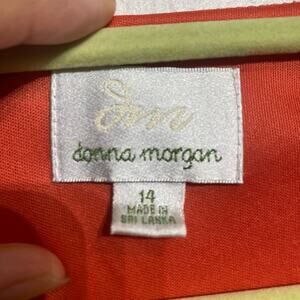 dm
donna morgan
14
MADE IN
SRI LANKA